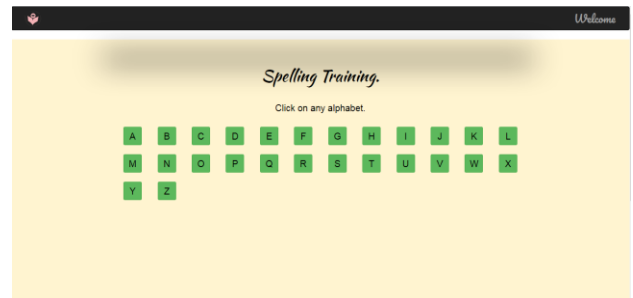 Welcome
Spelling Training.
Click on any alphabet.
A B C D E F G H I J K L
M N O P Q R S T U V W X
Y Z